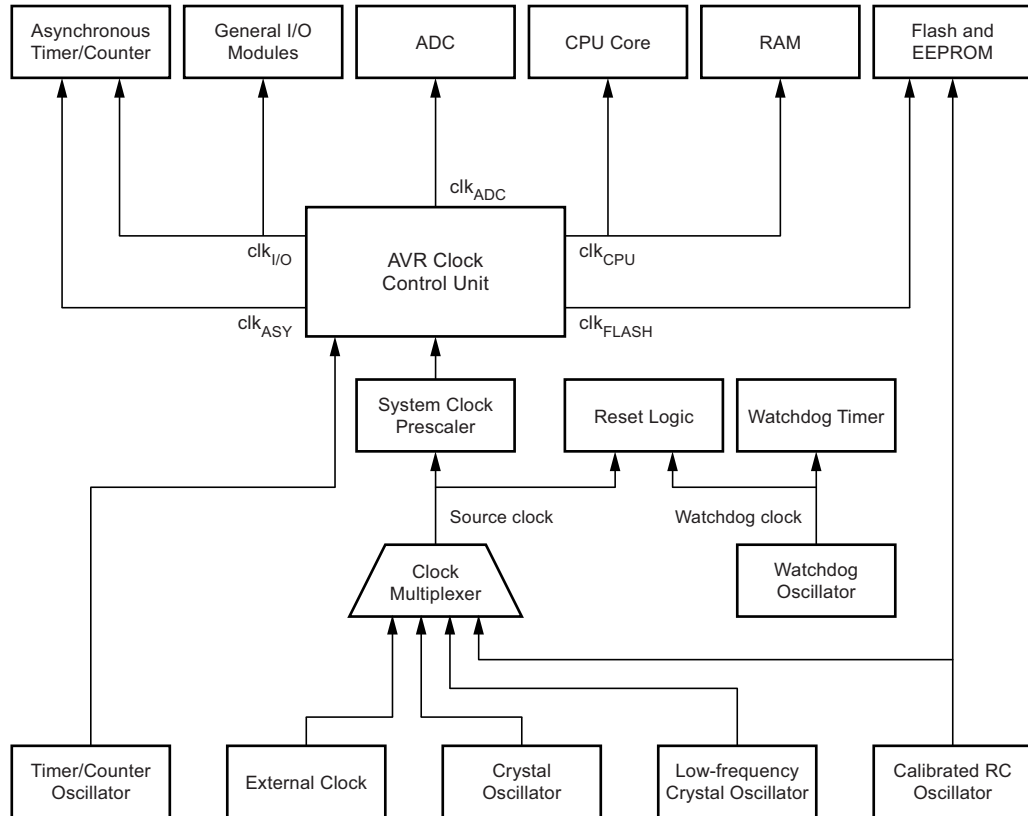 Asynchronous
Timer/Counter
General I/O
Modules
ADC
CPU Core
RAM
Flash and
EEPROM
clkADC
clkI/O
clkCPU
AVR Clock
Control Unit
clkASY
clkFLASH
System Clock
Prescaler
Reset Logic
Watchdog Timer
Source clock
Watchdog clock
Clock
Multiplexer
Watchdog
Oscillator
Timer/Counter
Oscillator
External Clock
Crystal
Oscillator
Low-frequency
Crystal Oscillator
Calibrated RC
Oscillator